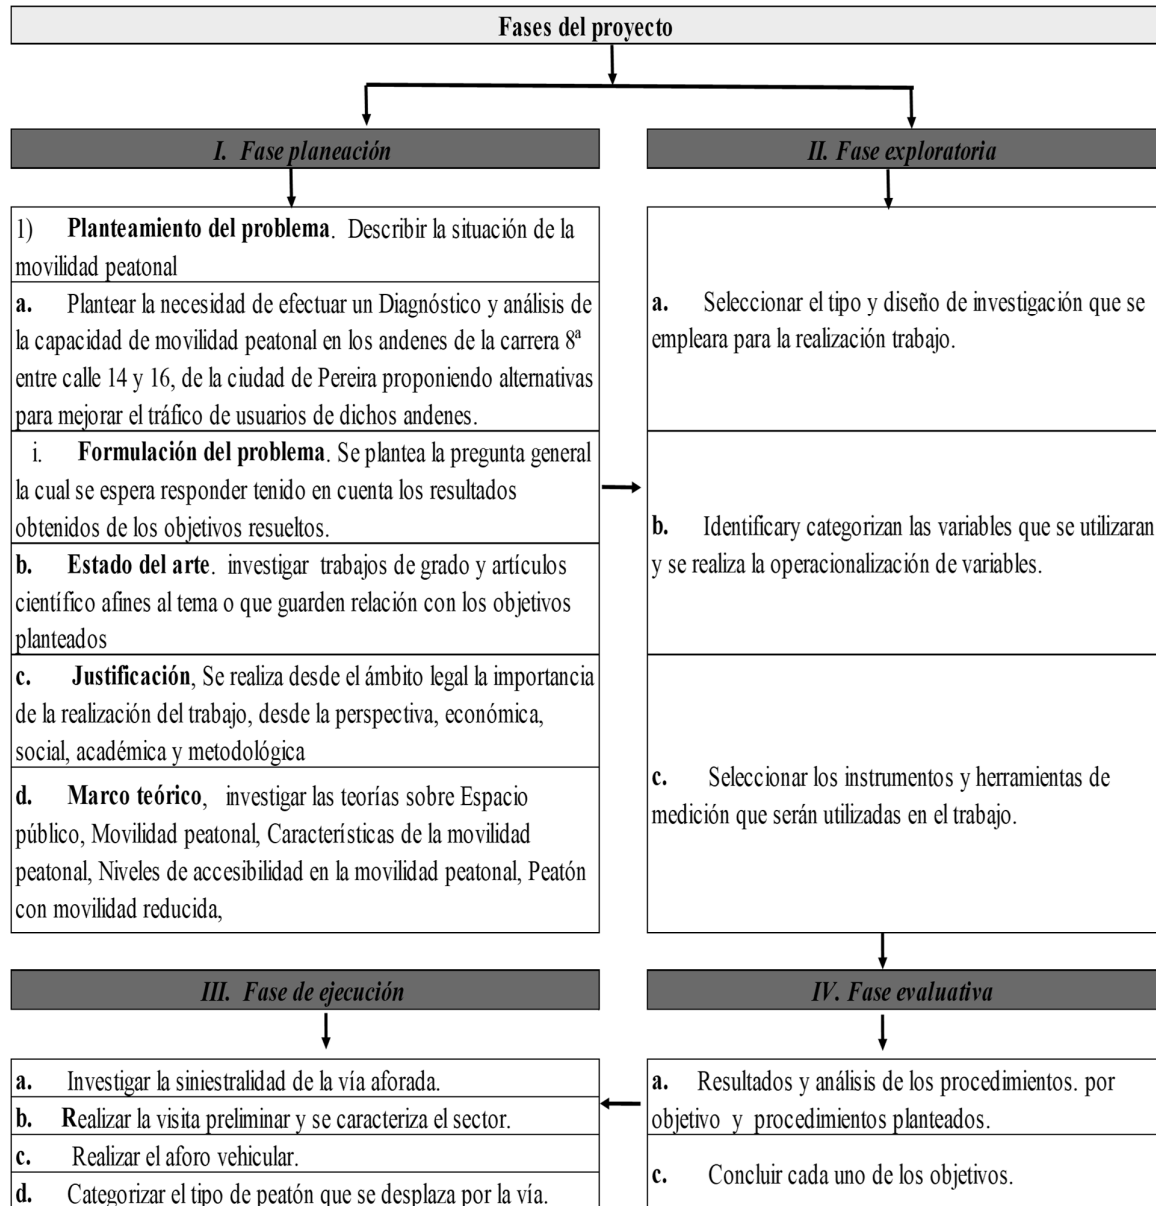 Fases del proyecto
I. Fase planeación
1) Planteamiento del problema. Describir la situación de la
movilidad peatonal
a. Plantear la necesidad de efectuar un Diagnóstico y análisis de
la capacidad de movilidad peatonal en los andenes de la carrera 8ª
entre calle 14 y 16, de la ciudad de Pereira proponiendo alternativas
para mejorar el tráfico de usuarios de dichos andenes.
i. Formulación del problema. Se plantea la pregunta general
la cual se espera responder tenido en cuenta los resultados
obtenidos de los objetivos resueltos.
b. Estado del arte. investigar trabajos de grado y artículos
científico afines al tema o que guarden relación con los objetivos
planteados
c. Justificación, Se realiza desde el ámbito legal la importancia
de la realización del trabajo, desde la perspectiva, económica,
social, académica y metodológica
d. Marco teórico, investigar las teorías sobre Espacio
público, Movilidad peatonal, Características de la movilidad
peatonal, Niveles de accesibilidad en la movilidad peatonal, Peatón
con movilidad reducida,
II. Fase exploratoria
a. Seleccionar el tipo y diseño de investigación que se
empleara para la realización trabajo.
b. Identificary categorizan las variables que se utilizaran
y se realiza la operacionalización de variables.
c. Seleccionar los instrumentos y herramientas de
medición que serán utilizadas en el trabajo.
III. Fase de ejecución
a. Investigar la siniestralidad de la vía aforada.
b. Realizar la visita preliminar y se caracteriza el sector.
c. Realizar el aforo vehicular.
d. Categorizar el tipo de peatón que se desplaza por la vía.
IV. Fase evaluativa
a. Resultados y análisis de los procedimientos. por
objetivo y procedimientos planteados.
c. Concluir cada uno de los objetivos.